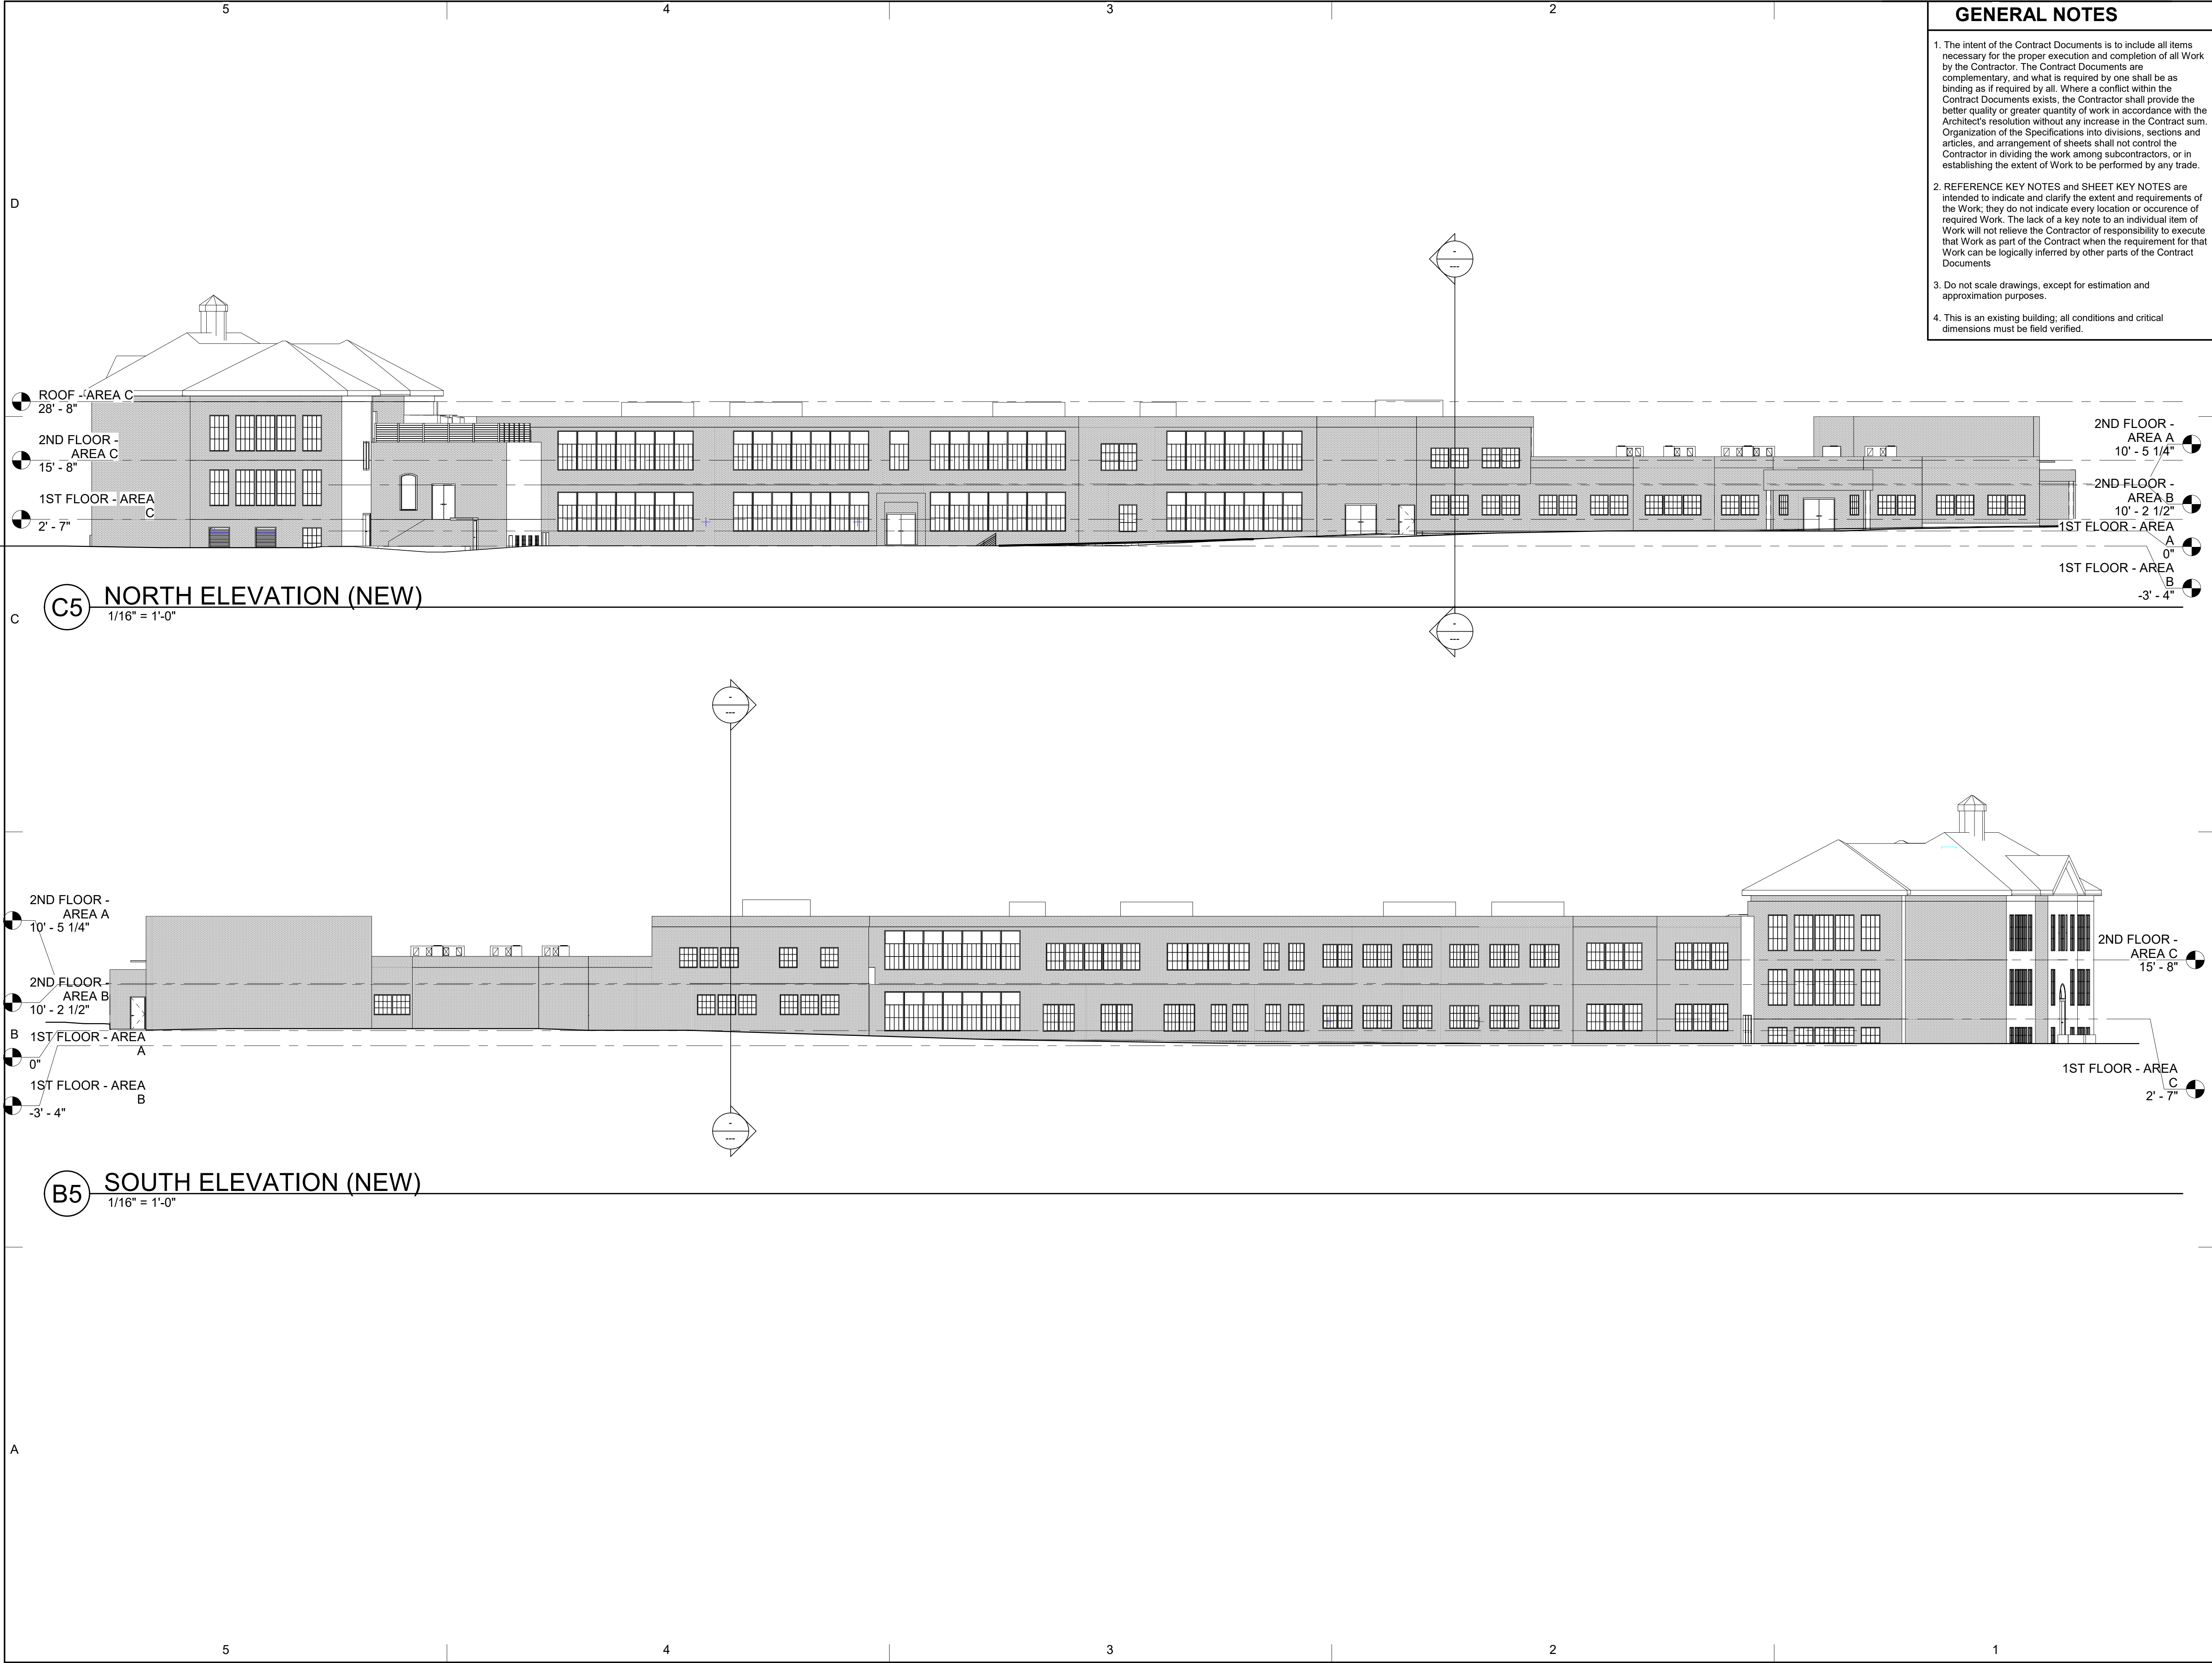 5 4 3 2
GENERAL NOTES
1. The intent of the Contract Documents is to include all items
necessary for the proper execution and completion of all Work
by the Contractor. The Contract Documents are
complementary, and what is required by one shall be as
binding as if required by all. Where a conflict within the
Contract Documents exists, the Contractor shall provide the
better quality or greater quantity of work in accordance with the
Architect's resolution without any increase in the Contract sum.
Organization of the Specifications into divisions, sections and
articles, and arrangement of sheets shall not control the
Contractor in dividing the work among subcontractors, or in
establishing the extent of Work to be performed by any trade.
2. REFERENCE KEY NOTES and SHEET KEY NOTES are
intended to indicate and clarify the extent and requirements of
the Work; they do not indicate every location or occurence of
required Work. The lack of a key note to an individual item of
Work will not relieve the Contractor of responsibility to execute
that Work as part of the Contract when the requirement for that
Work can be logically inferred by other parts of the Contract
Documents
3. Do not scale drawings, except for estimation and
approximation purposes.
4. This is an existing building; all conditions and critical
dimensions must be field verified.
D
-
---
ROOF - AREA C
28' - 8"
2ND FLOOR -
AREA C
15' - 8"
1ST FLOOR - AREA
C
2' - 7"
2ND FLOOR -
AREA A
10' - 5 1/4"
2ND FLOOR -
AREA B
10' - 2 1/2"
1ST FLOOR - AREA
A
0"
1ST FLOOR - AREA
B
-3' - 4"
C5 NORTH ELEVATION (NEW)
1/16" = 1'-0"
C
-
---
-
---
2ND FLOOR -
AREA A
10' - 5 1/4"
2ND FLOOR -
AREA B
10' - 2 1/2"
B
1ST FLOOR - AREA
A
0"
1ST FLOOR - AREA
B
-3' - 4"
2ND FLOOR -
AREA C
15' - 8"
1ST FLOOR - AREA
C
2' - 7"
-
---
B5 SOUTH ELEVATION (NEW)
1/16" = 1'-0"
A
5 4 3 2 1